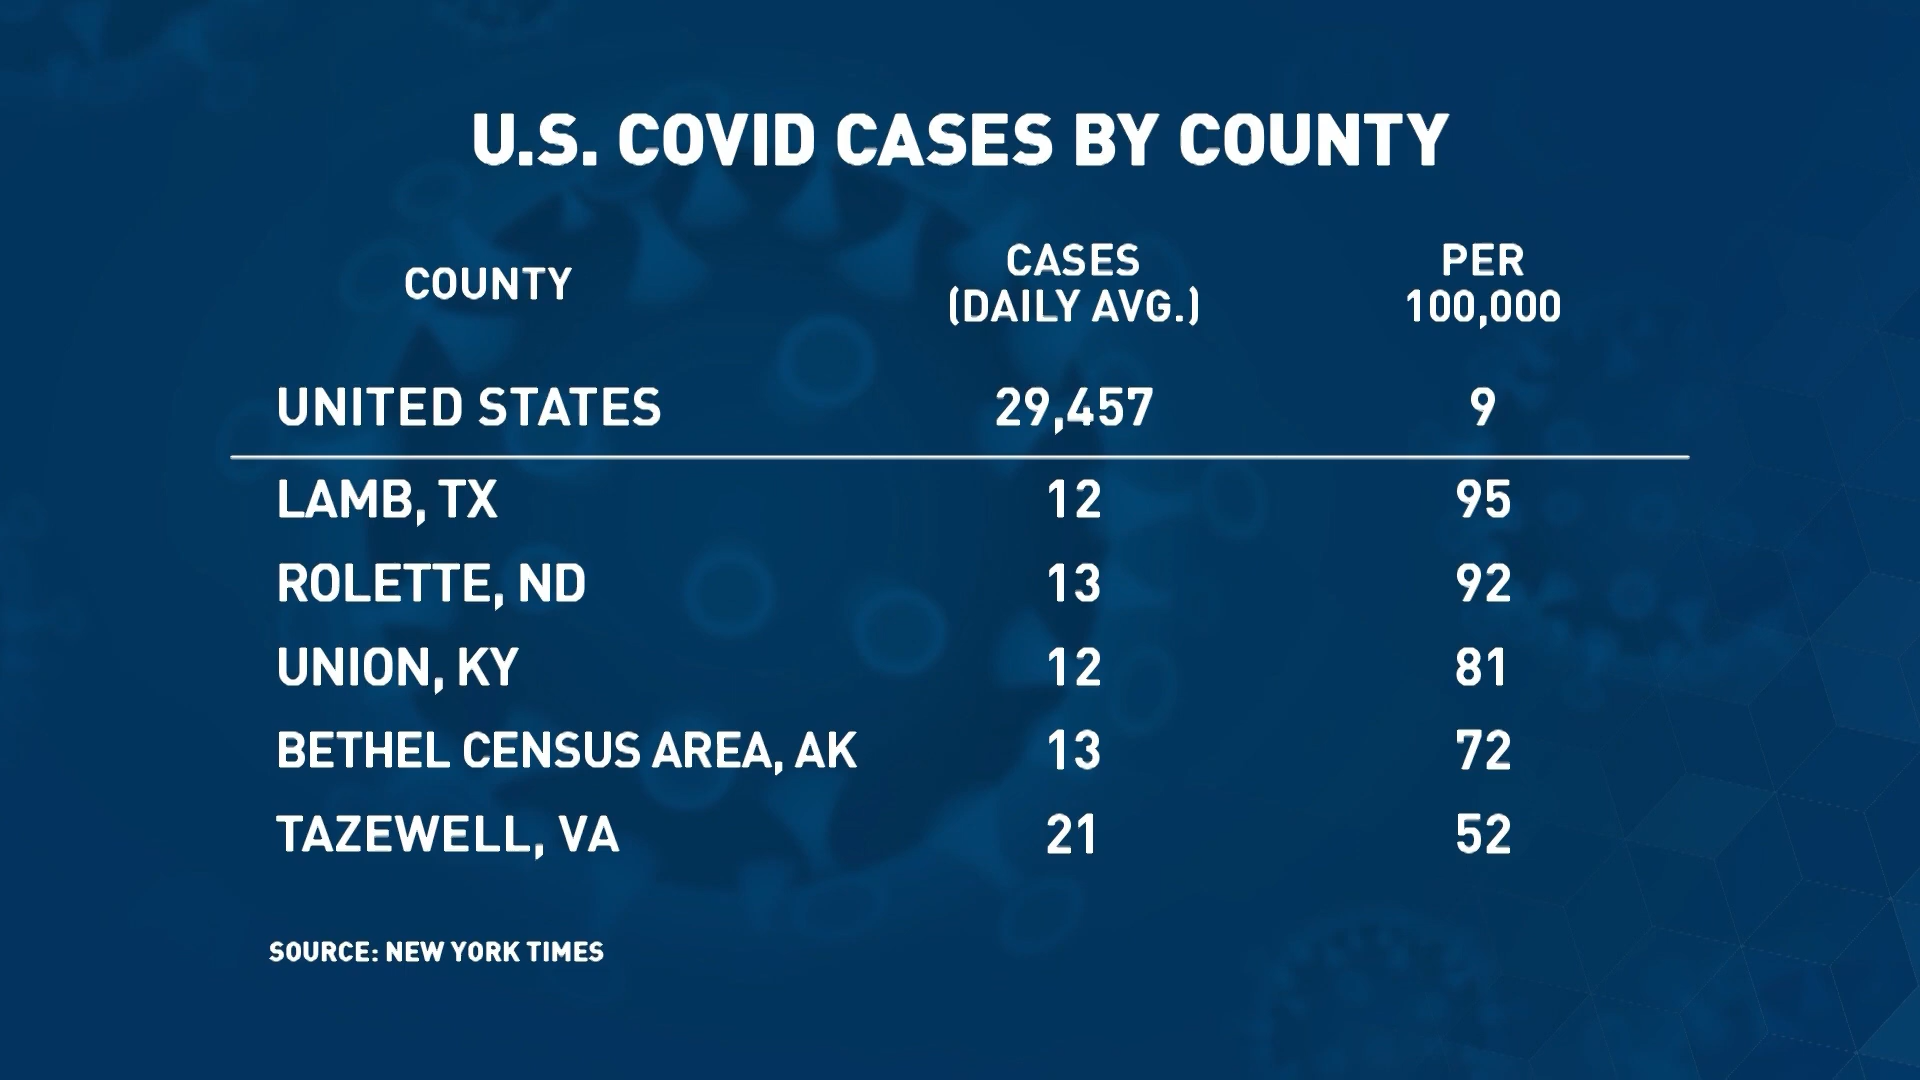 U.S. COVID CASES BY COUNTY
COUNTY
CASES
(DAILY AVG.)
PER
100,000
UNITED STATES 29,457 9
LAMB, TX 12 95
ROLETTE, ND 13 92
UNION, KY 12 81
BETHEL CENSUS AREA, AK 13 72
TAZEWELL, VA 21 52
SOURCE: NEW YORK TIMES